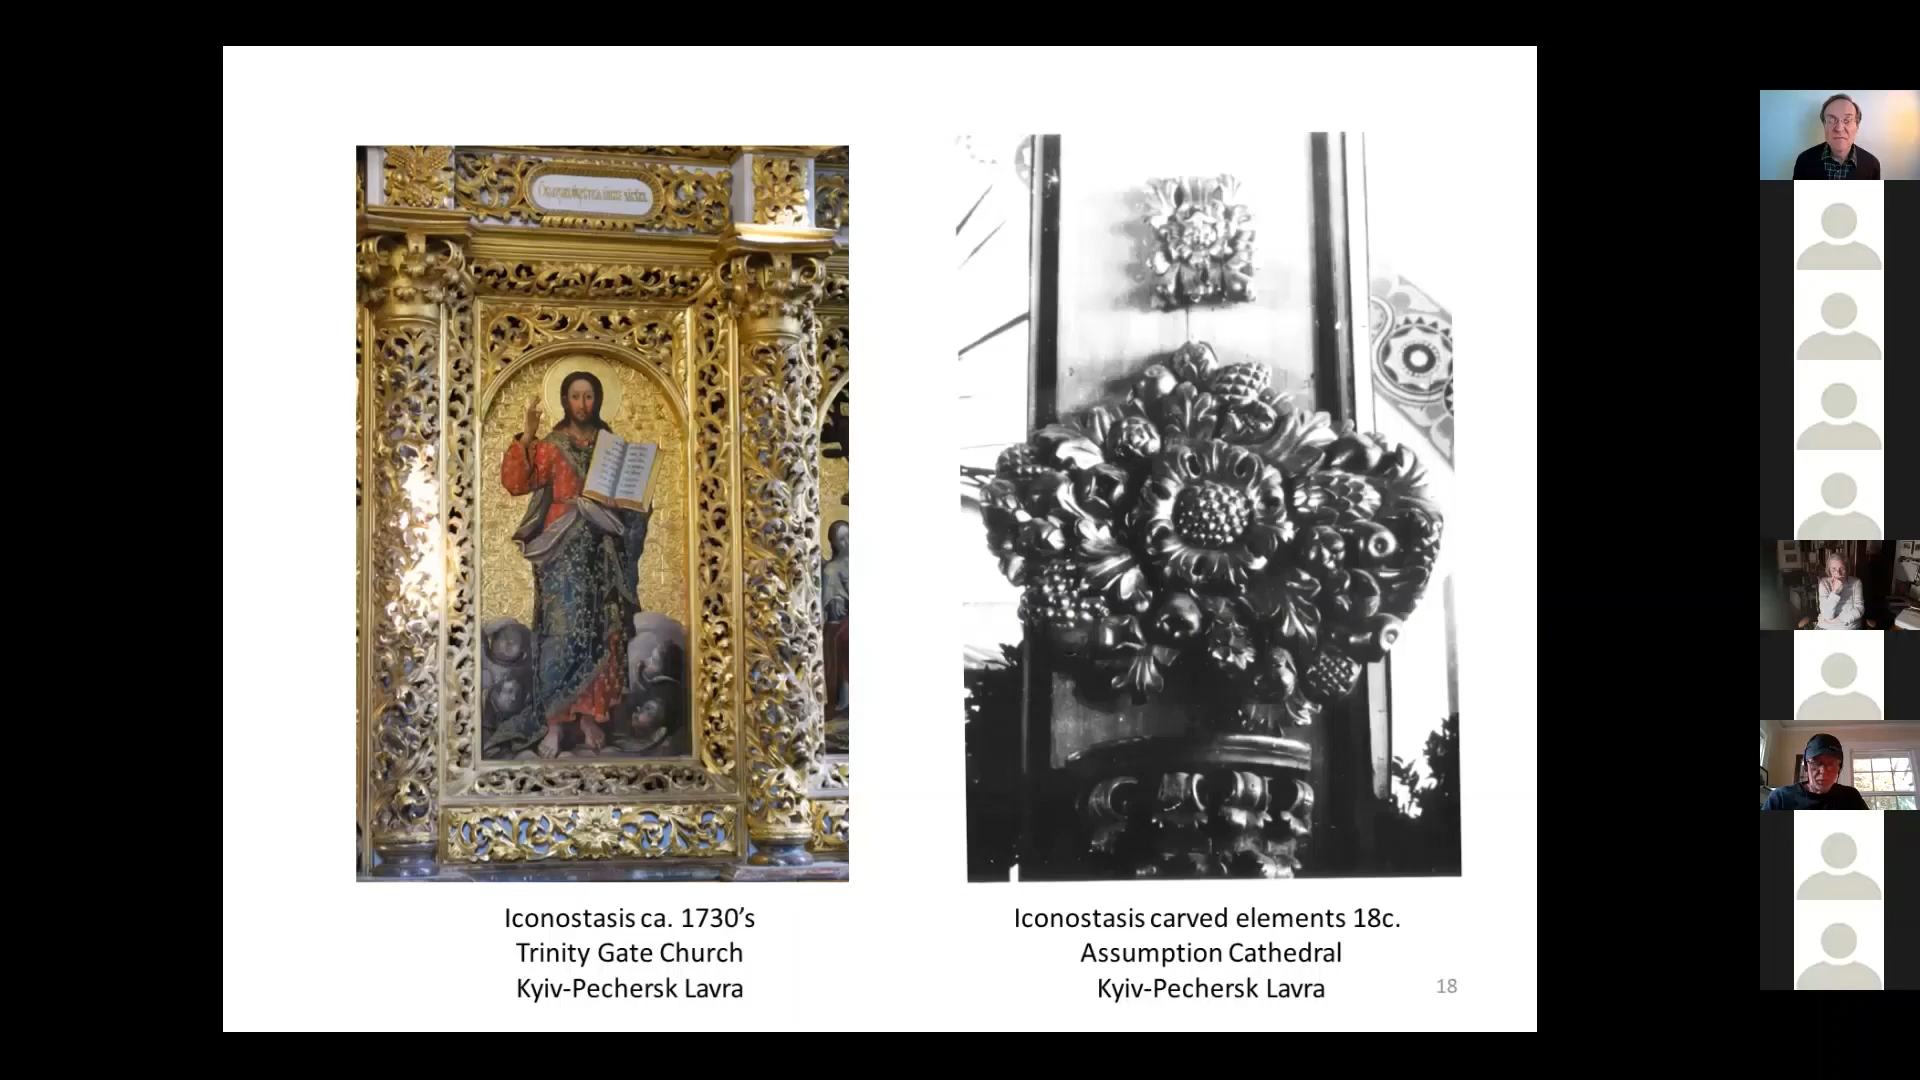 Iconostasis ca. 1730's
Trinity Gate Church
Kyiv-Pechersk Lavra
Iconostasis carved elements 18c.
Assumption Cathedral
Kyiv-Pechersk Lavra
18